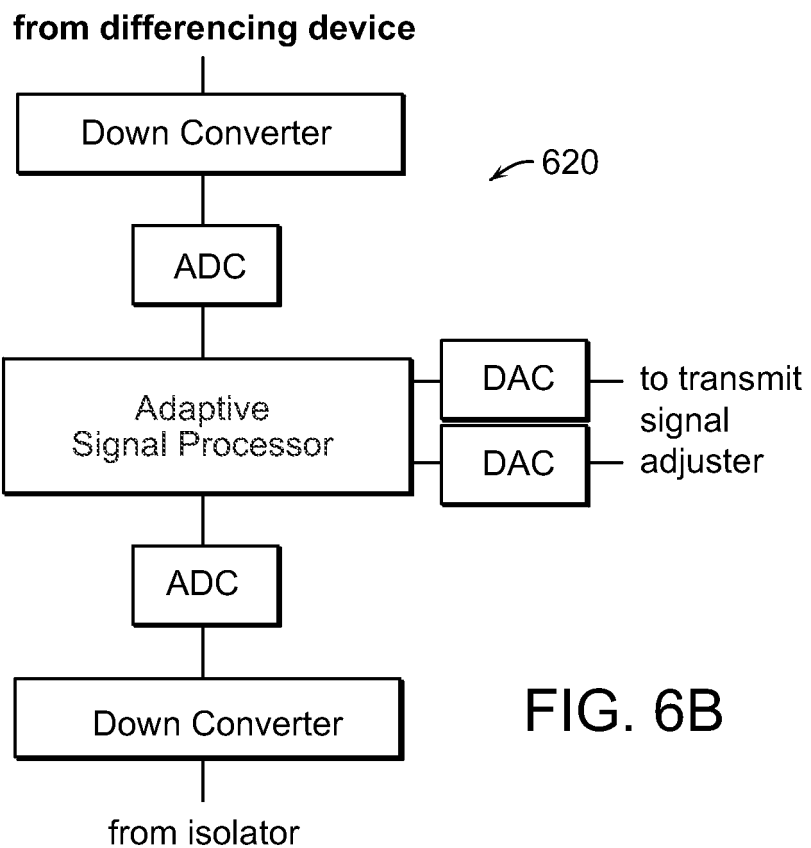 from differencing device
Down Converter
620
ADC
Adaptive
Signal Processor
DAC
DAC
to transmit
signal
adjuster
ADC
Down Converter
from isolator
FIG. 6B